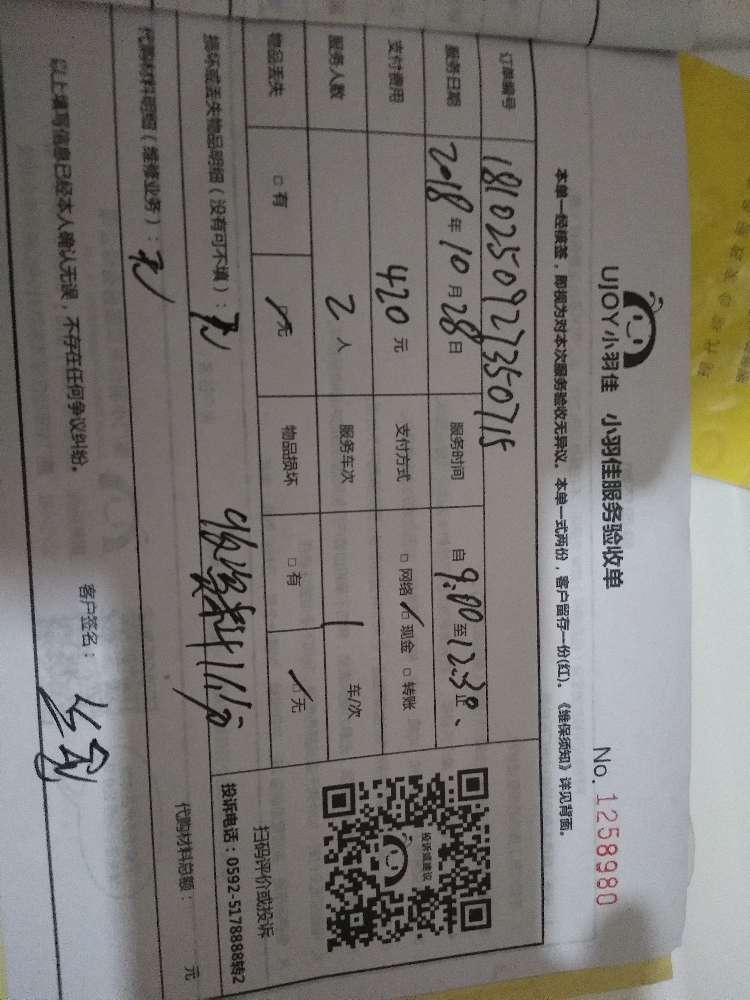 UJOY小羽佳 小羽佳服务验收单
No. 1258980
本单一经横签，即视为对本次服务验收无异议。本单一式两份，客户留存一份(红)。《维保须知》详见背面。
订单编号 18102509273350715
服务日期 2018 年 10 月 28 日 服务时间 自 9:00 至 12:30 止、
支付费用 420 元 支付方式 □ 网络 □ 现金 □ 转账
服务人数 2 人 服务车次 1 车/次
物品丢失 □ 有 □ 无 物品损坏 □ 有 □ 无
损坏或丢失物品明细（没有可不填）：无
代购材料明细（维修业务）：无
代购材料总额： 元
以上填写信息已经本人确认无误，不存在任何争议纠纷。
客户签名：
投诉或建议
扫码评价或投诉
投诉电话：0592-5178888转2